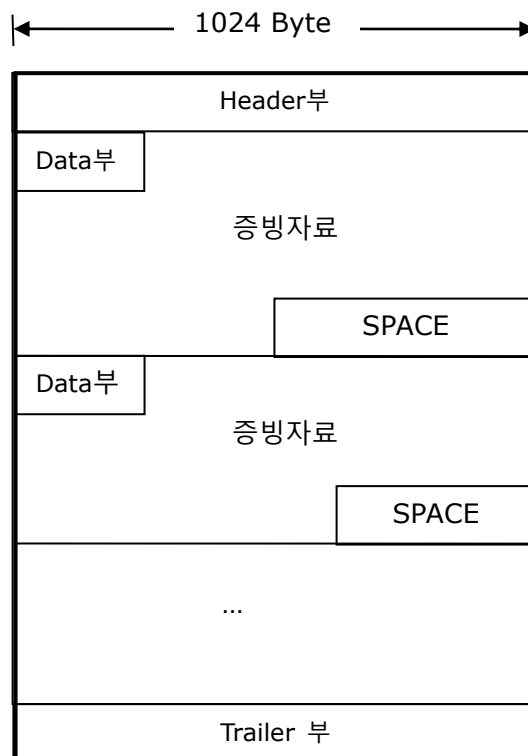 1024 Byte
Header부
Data부
증빙자료
SPACE
Data부
증빙자료
SPACE
...
Trailer 부